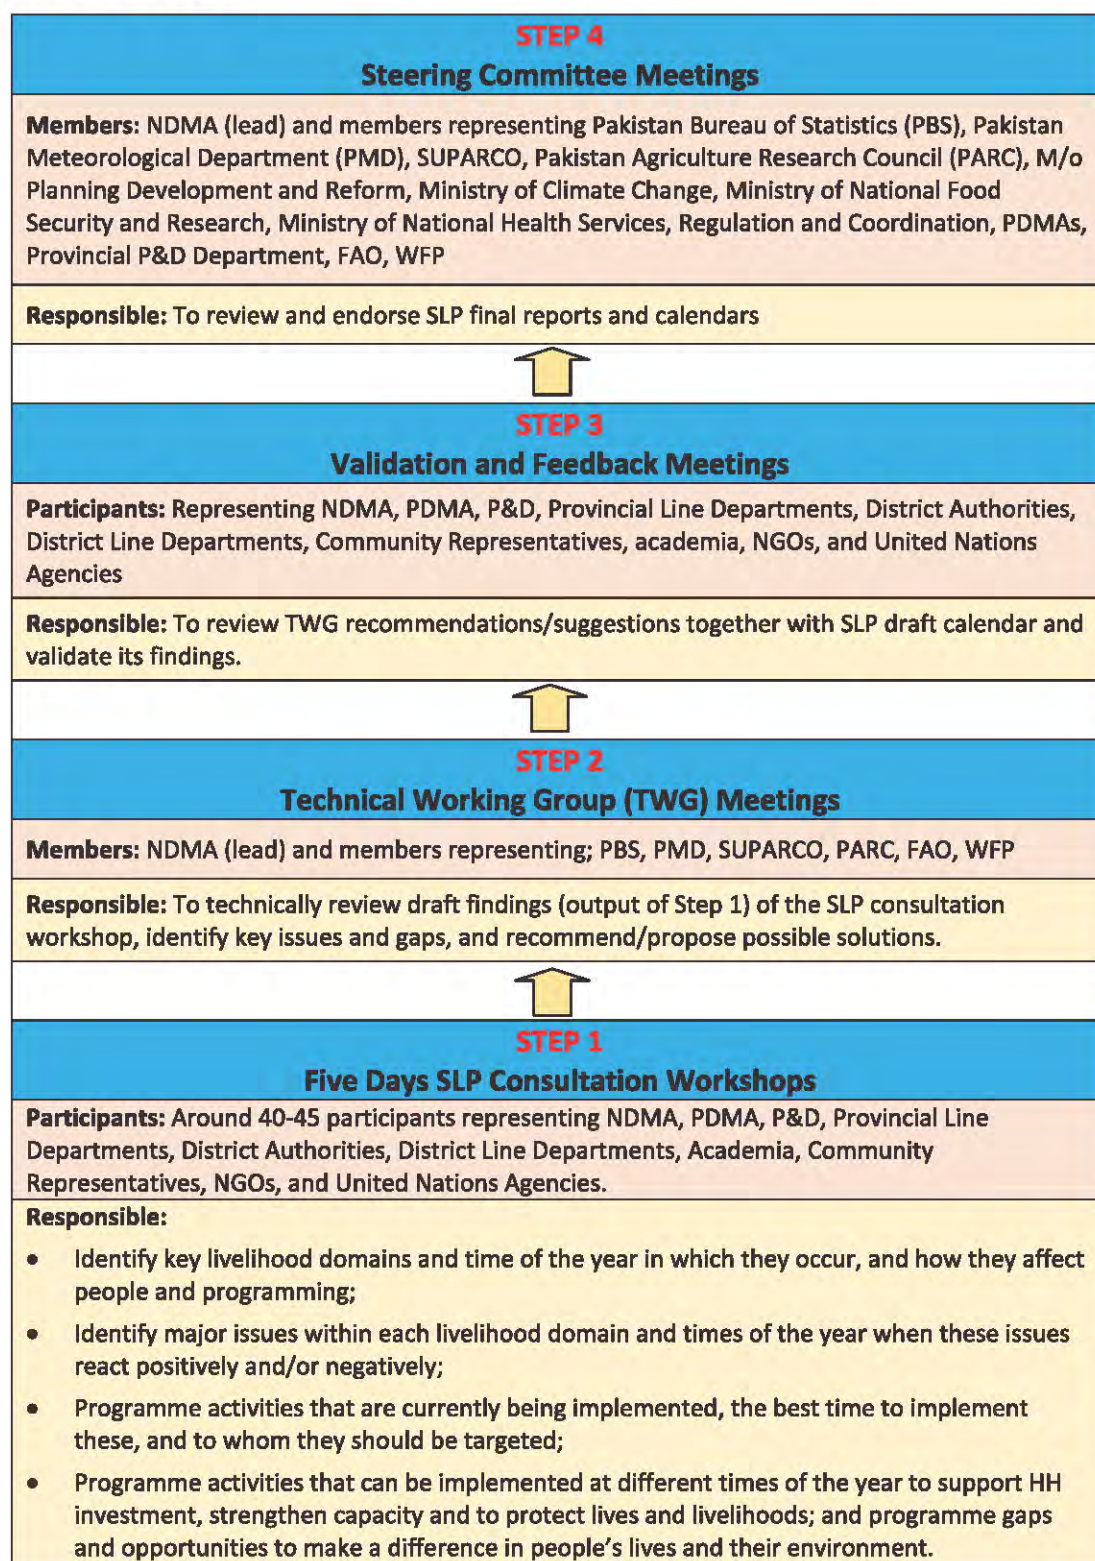 STEP 4
Steering Committee Meetings
Members: NDMA (lead) and members representing Pakistan Bureau of Statistics (PBS), Pakistan
Meteorological Department (PMD), SUPARCO, Pakistan Agriculture Research Council (PARC), M/o
Planning Development and Reform, Ministry of Climate Change, Ministry of National Food
Security and Research, Ministry of National Health Services, Regulation and Coordination, PDMAs,
Provincial P&D Department, FAO, WFP
Responsible: To review and endorse SLP final reports and calendars
STEP 3
Validation and Feedback Meetings
Participants: Representing NDMA, PDMA, P&D, Provincial Line Departments, District Authorities,
District Line Departments, Community Representatives, academia, NGOs, and United Nations
Agencies
Responsible: To review TWG recommendations/suggestions together with SLP draft calendar and
validate its findings.
STEP 2
Technical Working Group (TWG) Meetings
Members: NDMA (lead) and members representing; PBS, PMD, SUPARCO, PARC, FAO, WFP
Responsible: To technically review draft findings (output of Step 1) of the SLP consultation
workshop, identify key issues and gaps, and recommend/propose possible solutions.
STEP 1
Five Days SLP Consultation Workshops
Participants: Around 40-45 participants representing NDMA, PDMA, P&D, Provincial Line
Departments, District Authorities, District Line Departments, Academia, Community
Representatives, NGOs, and United Nations Agencies.
Responsible:
• Identify key livelihood domains and time of the year in which they occur, and how they affect
people and programming;
• Identify major issues within each livelihood domain and times of the year when these issues
react positively and/or negatively;
• Programme activities that are currently being implemented, the best time to implement
these, and to whom they should be targeted;
• Programme activities that can be implemented at different times of the year to support HH
investment, strengthen capacity and to protect lives and livelihoods; and programme gaps
and opportunities to make a difference in people's lives and their environment.